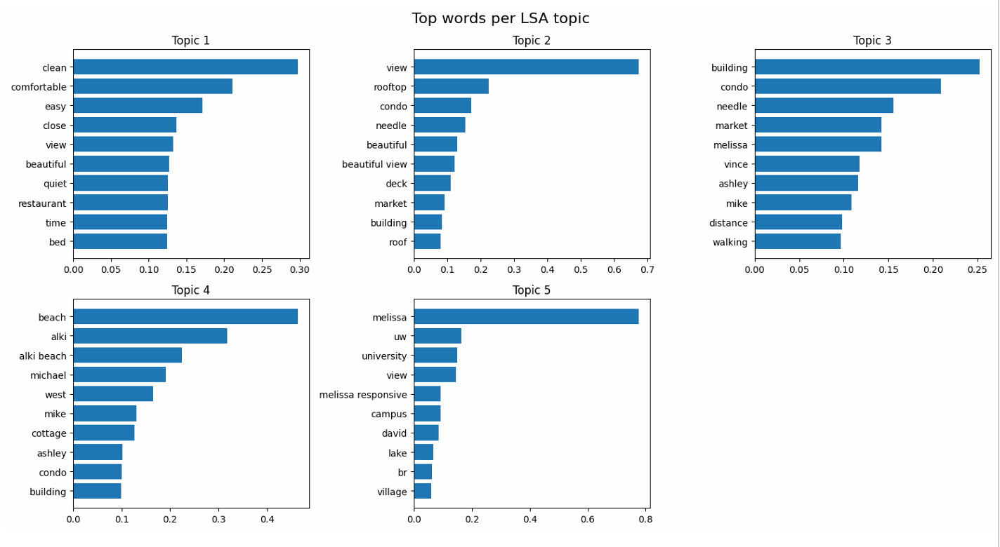 Top words per LSA topic
Topic 1
clean
comfortable
easy
close
view
beautiful
quiet
restaurant
time
bed
0.00 0.05 0.10 0.15 0.20 0.25 0.30
Topic 2
view
rooftop
condo
needle
beautiful
beautiful view
deck
market
building
roof
0.0 0.1 0.2 0.3 0.4 0.5 0.6 0.7
Topic 3
building
condo
needle
market
melissa
vince
ashley
mike
distance
walking
0.00 0.05 0.10 0.15 0.20 0.25
Topic 4
beach
alki
alki beach
michael
west
mike
cottage
ashley
condo
building
0.0 0.1 0.2 0.3 0.4
Topic 5
melissa
uw
university
view
melissa responsive
campus
david
lake
br
village
0.0 0.2 0.4 0.6 0.8